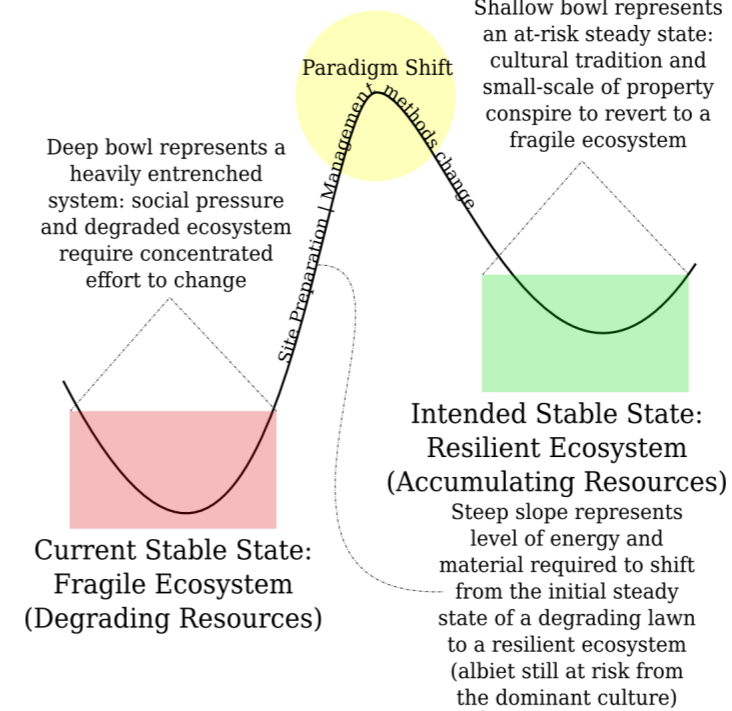 Shallow bowl represents
an at-risk steady state:
cultural tradition and
small-scale of property
conspire to revert to a
fragile ecosystem
Paradigm Shift
Site Preparation | Management methods change
Deep bowl represents a
heavily entrenched
system: social pressure
and degraded ecosystem
require concentrated
effort to change
Intended Stable State:
Resilient Ecosystem
(Accumulating Resources)
Current Stable State:
Fragile Ecosystem
(Degrading Resources)
Steep slope represents
level of energy and
material required to shift
from the initial steady
state of a degrading lawn
to a resilient ecosystem
(albiet still at risk from
the dominant culture)